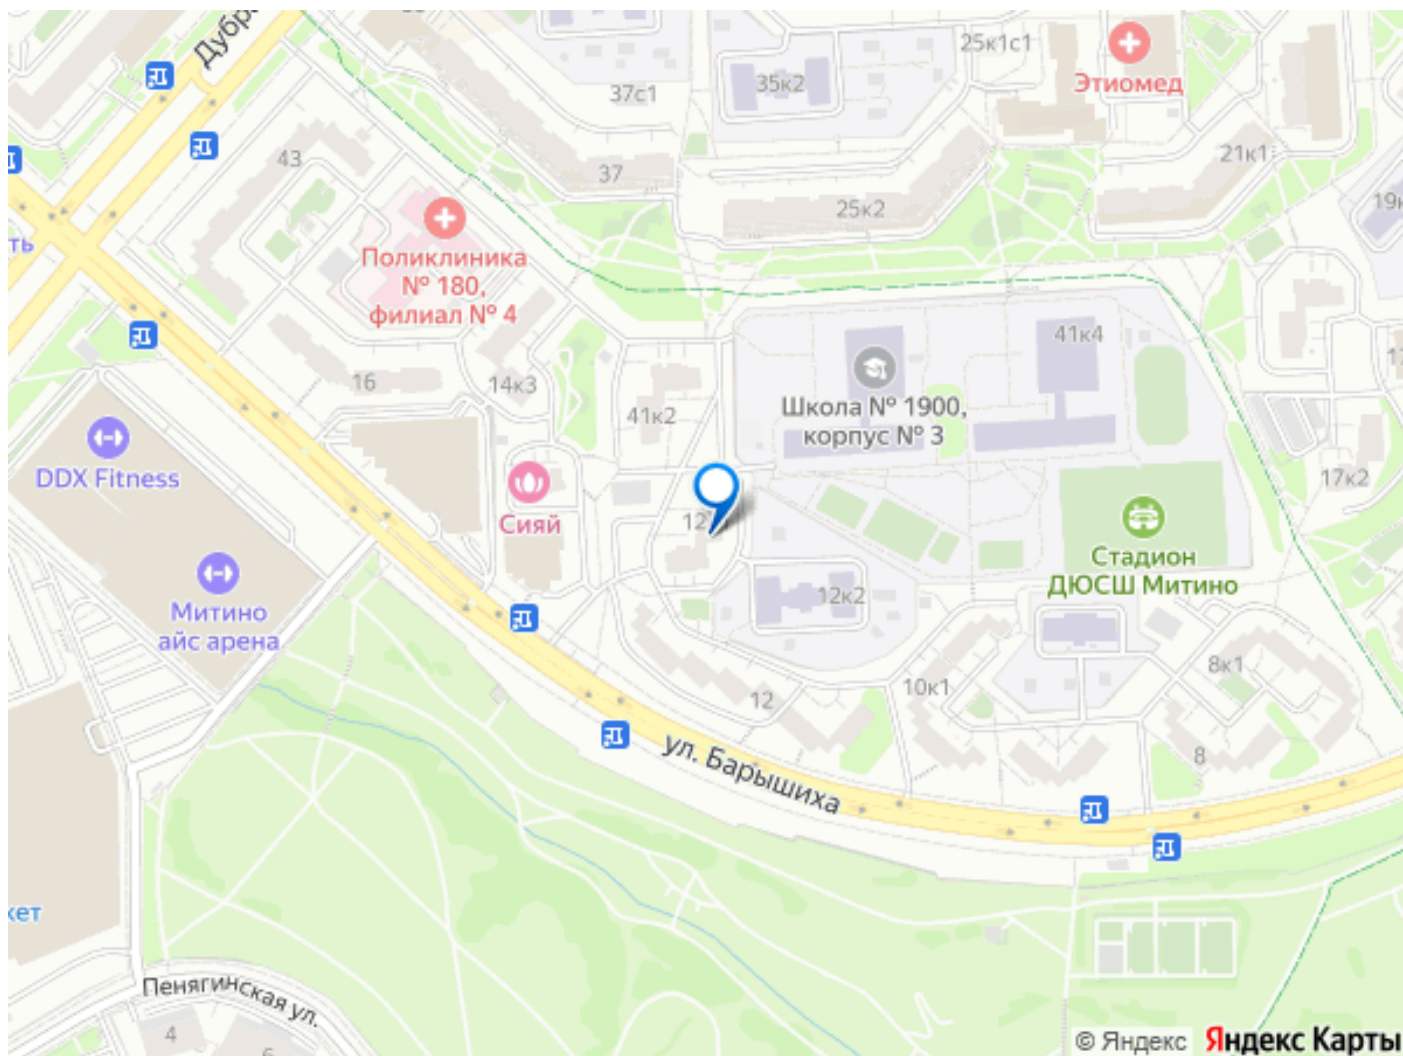 25к1с1
Этиомед
35к2
37с1
43
37
21к1
25к2
Поликлиника
№ 180,
филиал № 4
41к4
16
14к3
Школа № 1900,
корпус № 3
41к2
DDX Fitness
17к2
Сияй
Стадион
ДЮСШ Митино
Митино
айс арена
12к2
8к1
10к1
12
8
ул. Барышиха
Пенягинская ул.
4
© Яндекс Яндекс Карты